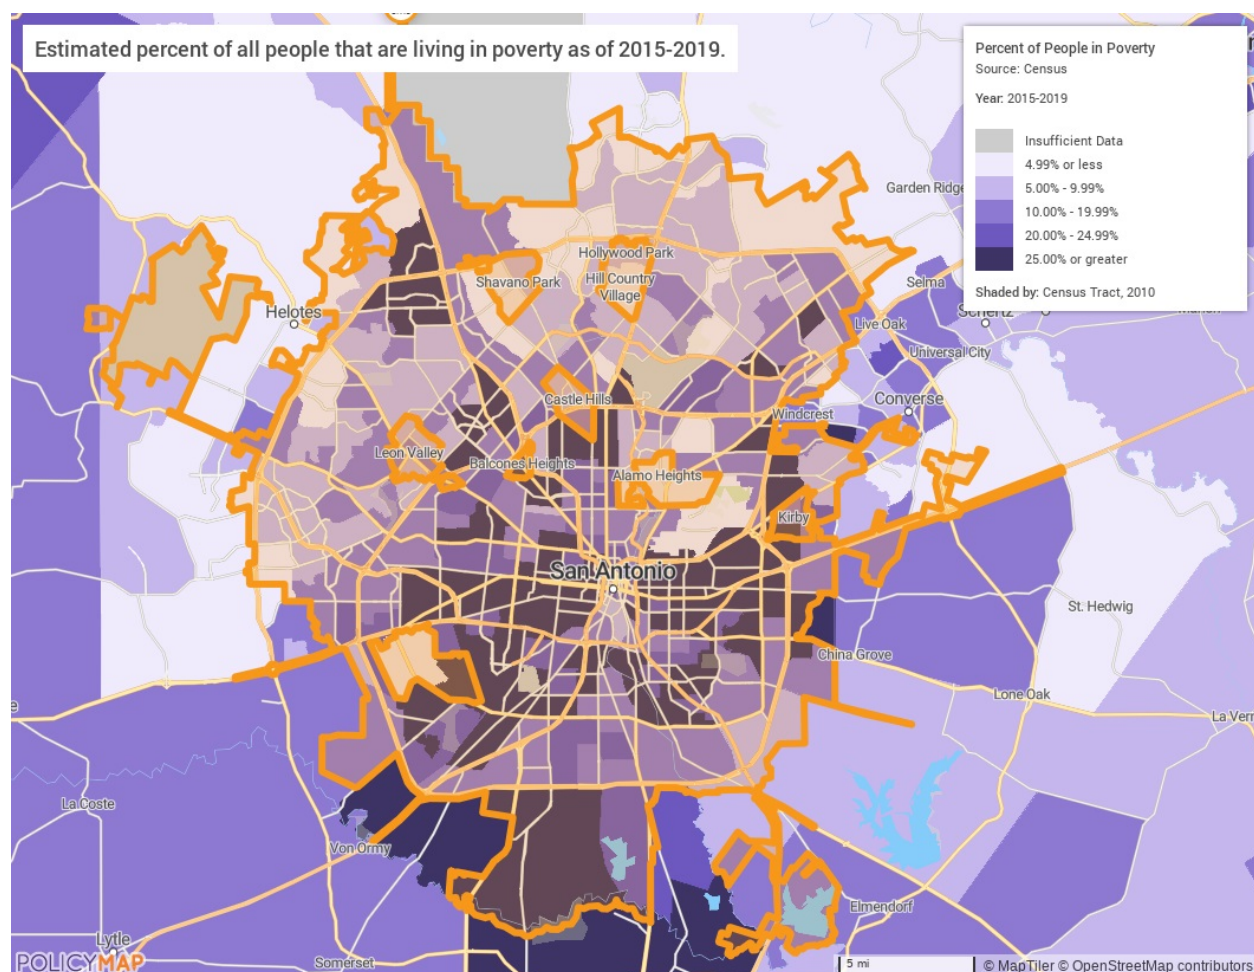 Estimated percent of all people that are living in poverty as of 2015-2019.
Percent of People in Poverty
Source: Census
Year: 2015-2019
Insufficient Data
4.99% or less
5.00% - 9.99%
10.00% - 19.99%
20.00% - 24.99%
25.00% or greater
Shaded by: Census Tract, 2010
Garden Ridge
Hollywood Park
Shavano Park
Hill Country
Village
Selma
Schertz
Helotes
Live Oak
Universal City
Castle Hills
Converse
Windcrest
Leon Valley
Balcones Heights
Alamo Heights
Kirby
San Antonio
St. Hedwig
China Grove
Lone Oak
La Vern
La Coste
Von Ormy
Elmendorf
Lytle
Somerset
POLICYMAP
5 mi
© MapTiler © OpenStreetMap contributors